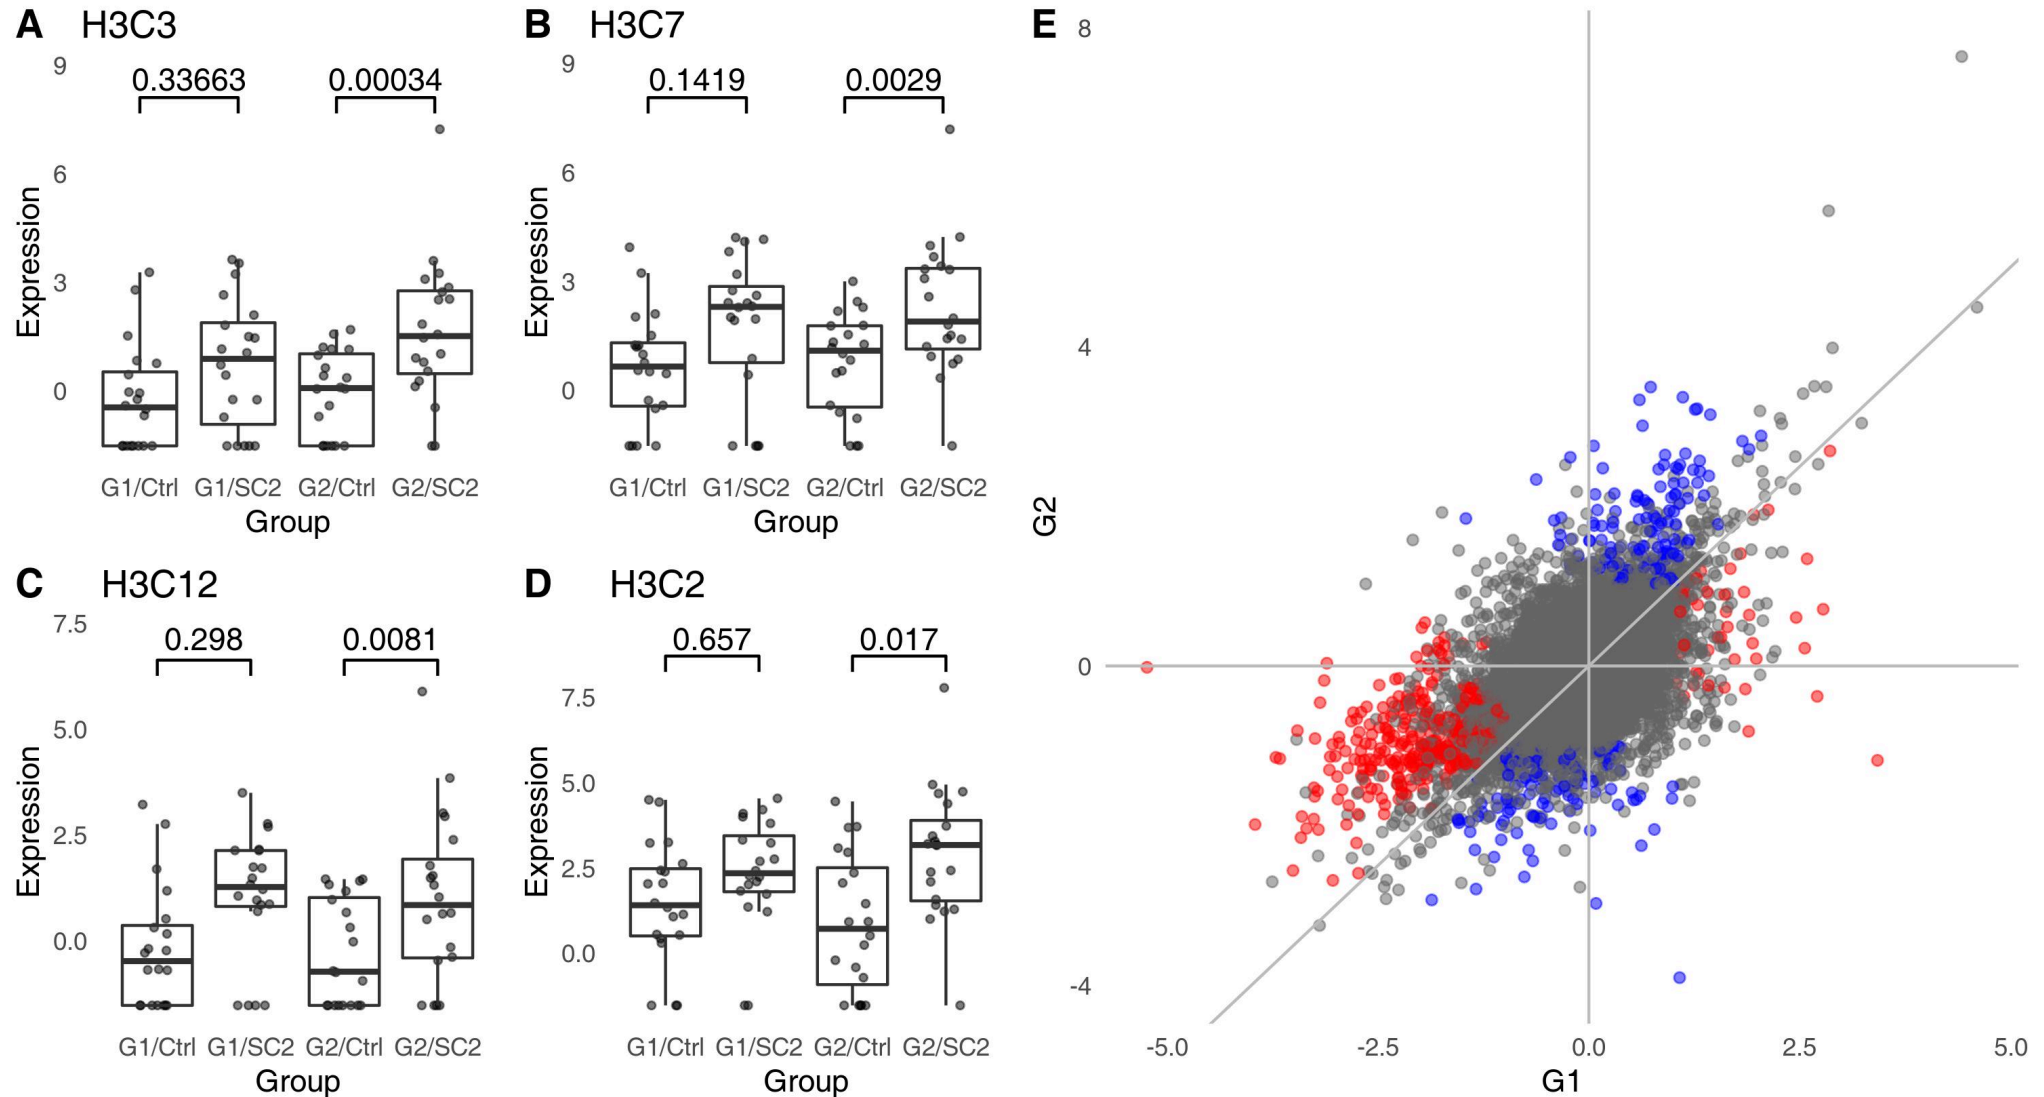 A H3C3
9
6
3
0
Expression
0.33663 0.00034
G1/Ctrl G1/SC2 G2/Ctrl G2/SC2
Group
B H3C7
9
6
3
0
Expression
0.1419 0.0029
G1/Ctrl G1/SC2 G2/Ctrl G2/SC2
Group
C H3C12
7.5
5.0
2.5
0.0
Expression
0.298 0.0081
G1/Ctrl G1/SC2 G2/Ctrl G2/SC2
Group
D H3C2
7.5
5.0
2.5
0.0
Expression
0.657 0.017
G1/Ctrl G1/SC2 G2/Ctrl G2/SC2
Group
E
8
4
0
-4
G2
-5.0 -2.5 0.0 2.5 5.0
G1